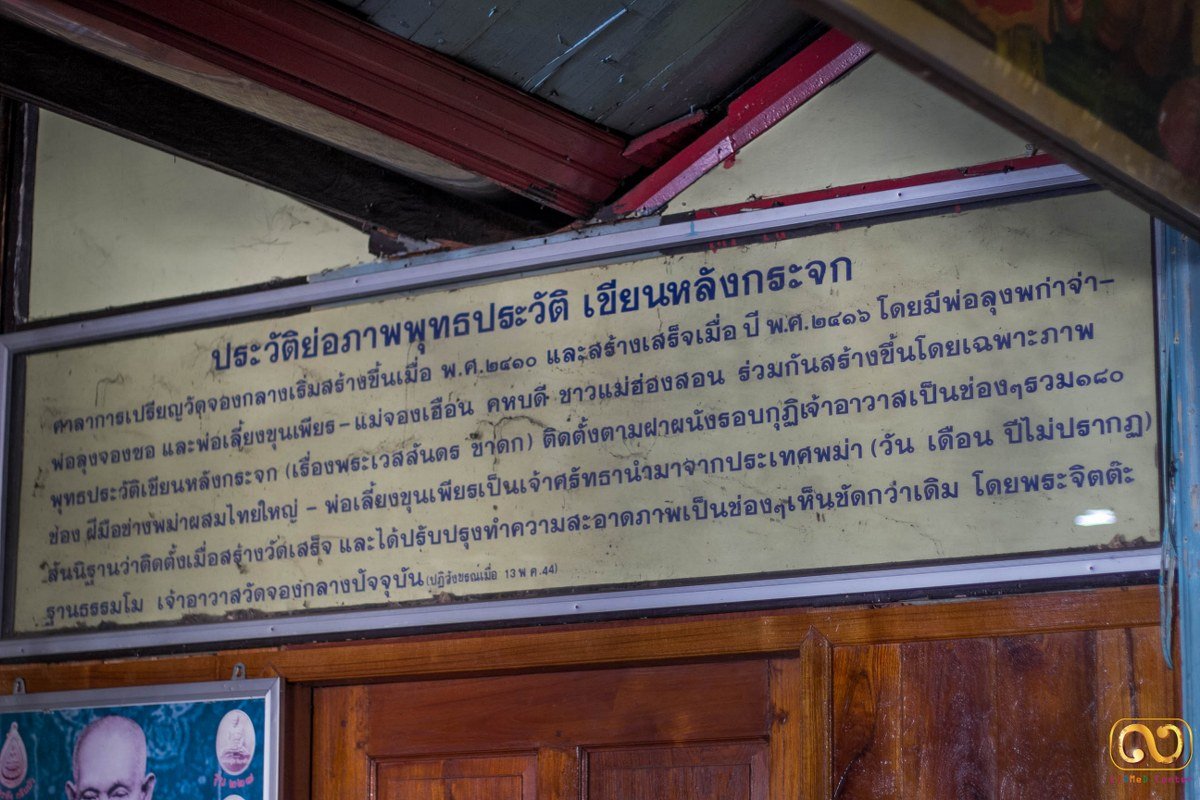 ประวัติย่อภาพพุทธประวัติ เขียนหลังกระจก
ศาลาการเปรียญวัดจองกลางเริ่มสร้างขึ้นเมื่อ พ.ศ.๒๔๑๐ และสร้างเสร็จเมื่อ ปี พ.ศ.๒๔๑๖ โดยมีพ่อลุงพก่าจ่า-
พ่อลุงจองขอ และพ่อเลี้ยงขุนเพียร-แม่จองเฮือน คหบดี ชาวแม่ฮ่องสอน ร่วมกันสร้างขึ้นโดยเฉพาะภาพ
พุทธประวัติเขียนหลังกระจก (เรื่องพระเวสสันดร ชาดก) ติดตั้งตามฝาผนังรอบกุฏิเจ้าอาวาสเป็นช่องๆรวม๑๘๐
ช่อง ฝีมือช่างพม่าผสมไทยใหญ่ - พ่อเลี้ยงขุนเพียรเป็นเจ้าศรัทธานำมาจากประเทศพม่า (วัน เดือน ปีไม่ปรากฏ)
สันนิฐานว่าติดตั้งเมื่อสร้างวัดเสร็จ และได้ปรับปรุงทำความสะอาดภาพเป็นช่องๆเห็นชัดกว่าเดิม โดยพระจิตต๊ะ
ฐานธรรมโม เจ้าอาวาสวัดจองกลางปัจจุบัน (ปฏิสังขรณ์เมื่อ 13 พ.ค.44)
รุ่น ๒๒๗